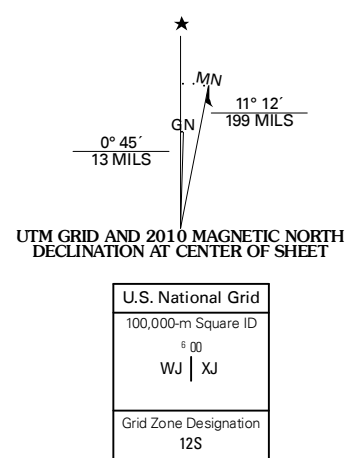 ★
MN
GN
11° 12´
199 MILS
0° 45´
13 MILS
UTM GRID AND 2010 MAGNETIC NORTH
DECLINATION AT CENTER OF SHEET
U.S. National Grid
100,000-m Square ID
6 00
WJ XJ
Grid Zone Designation
12S